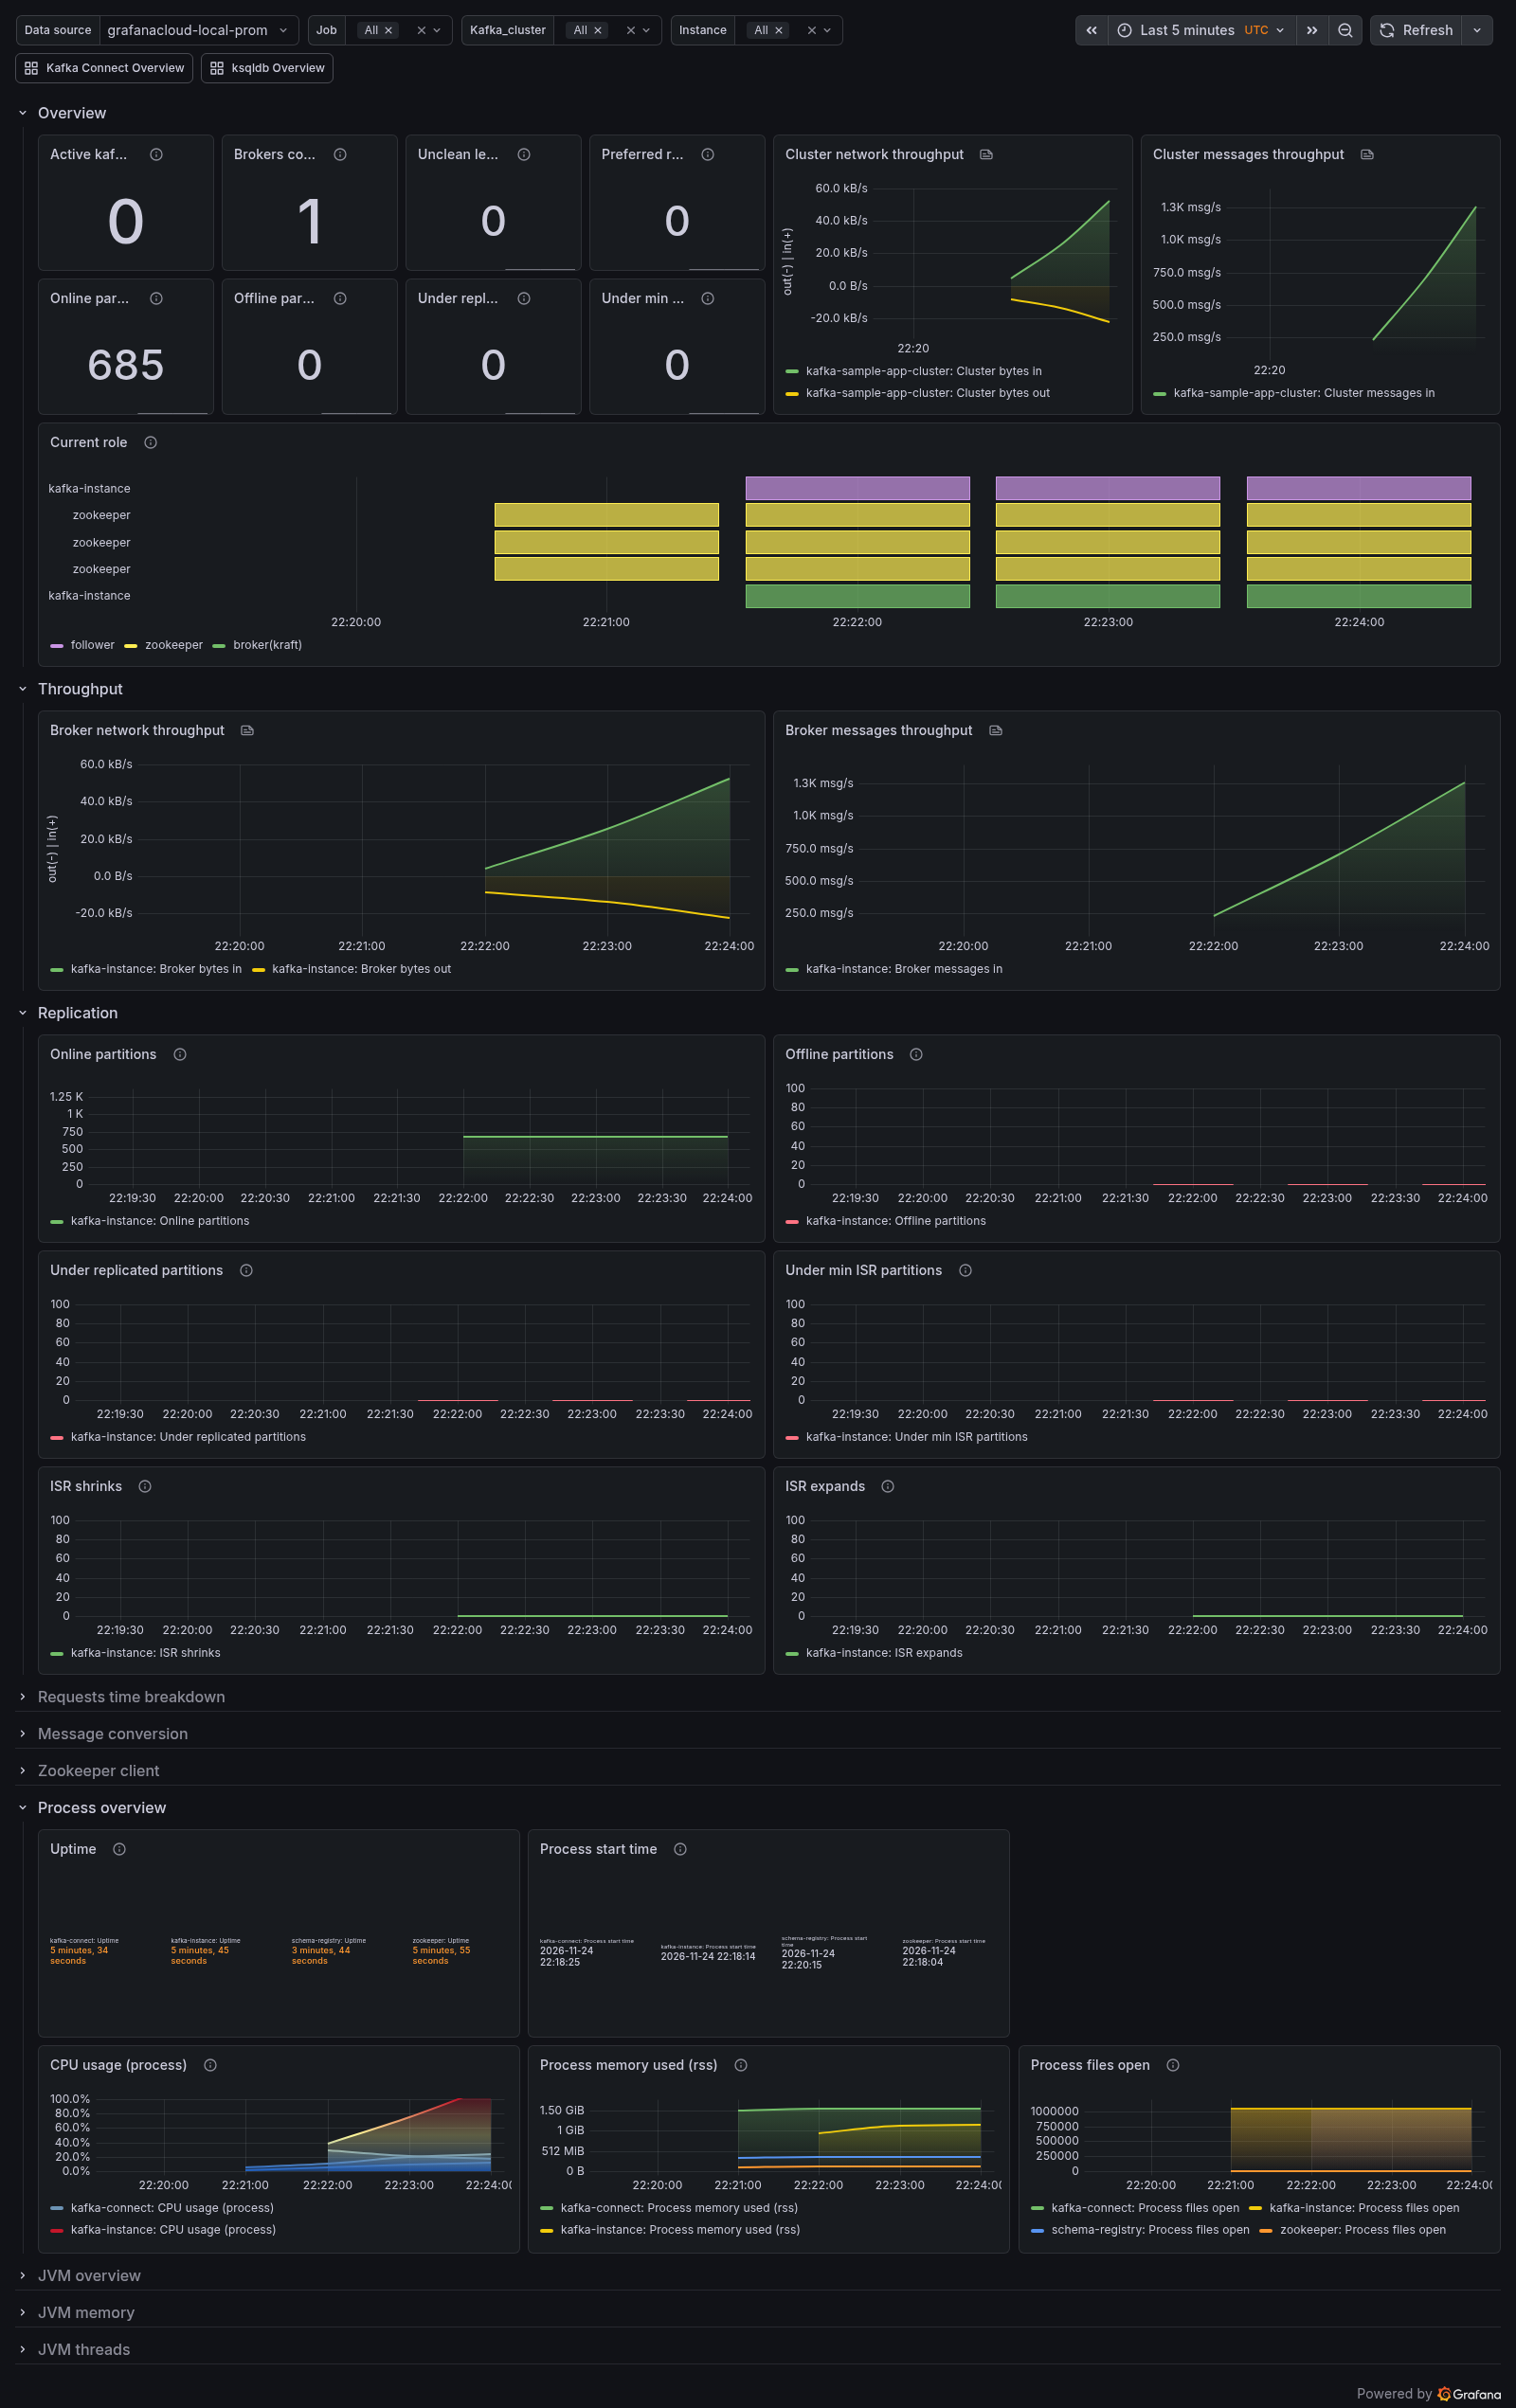 Data source grafanacloud-local-prom Job All Kafka_cluster All Instance All Last 5 minutes UTC Refresh
Kafka Connect Overview ksqldb Overview
Overview
Active kaf...
0
Brokers co...
1
Unclean le...
0
Preferred r...
0
Online par...
685
Offline par...
0
Under repl...
0
Under min ...
0
Cluster network throughput
out(-) | in(+)
60.0 kB/s
40.0 kB/s
20.0 kB/s
0.0 B/s
-20.0 kB/s
22:20
kafka-sample-app-cluster: Cluster bytes in
kafka-sample-app-cluster: Cluster bytes out
Cluster messages throughput
1.3K msg/s
1.0K msg/s
750.0 msg/s
500.0 msg/s
250.0 msg/s
22:20
kafka-sample-app-cluster: Cluster messages in
Current role
kafka-instance
zookeeper
zookeeper
zookeeper
kafka-instance
22:20:00 22:21:00 22:22:00 22:23:00 22:24:00
follower zookeeper broker(kraft)
Throughput
Broker network throughput
out(-) | in(+)
60.0 kB/s
40.0 kB/s
20.0 kB/s
0.0 B/s
-20.0 kB/s
22:20:00 22:21:00 22:22:00 22:23:00 22:24:00
kafka-instance: Broker bytes in kafka-instance: Broker bytes out
Broker messages throughput
1.3K msg/s
1.0K msg/s
750.0 msg/s
500.0 msg/s
250.0 msg/s
22:20:00 22:21:00 22:22:00 22:23:00 22:24:00
kafka-instance: Broker messages in
Replication
Online partitions
1.25 K
1 K
750
500
250
0
22:19:30 22:20:00 22:20:30 22:21:00 22:21:30 22:22:00 22:22:30 22:23:00 22:23:30 22:24:00
kafka-instance: Online partitions
Offline partitions
100
80
60
40
20
0
22:19:30 22:20:00 22:20:30 22:21:00 22:21:30 22:22:00 22:22:30 22:23:00 22:23:30 22:24:00
kafka-instance: Offline partitions
Under replicated partitions
100
80
60
40
20
0
22:19:30 22:20:00 22:20:30 22:21:00 22:21:30 22:22:00 22:22:30 22:23:00 22:23:30 22:24:00
kafka-instance: Under replicated partitions
Under min ISR partitions
100
80
60
40
20
0
22:19:30 22:20:00 22:20:30 22:21:00 22:21:30 22:22:00 22:22:30 22:23:00 22:23:30 22:24:00
kafka-instance: Under min ISR partitions
ISR shrinks
100
80
60
40
20
0
22:19:30 22:20:00 22:20:30 22:21:00 22:21:30 22:22:00 22:22:30 22:23:00 22:23:30 22:24:00
kafka-instance: ISR shrinks
ISR expands
100
80
60
40
20
0
22:19:30 22:20:00 22:20:30 22:21:00 22:21:30 22:22:00 22:22:30 22:23:00 22:23:30 22:24:00
kafka-instance: ISR expands
Requests time breakdown
Message conversion
Zookeeper client
Process overview
Uptime
kafka-connect: Uptime
5 minutes, 34
seconds
kafka-instance: Uptime
5 minutes, 45
seconds
schema-registry: Uptime
3 minutes, 44
seconds
zookeeper: Uptime
5 minutes, 55
seconds
Process start time
kafka-connect: Process start time
2026-11-24
22:18:25
kafka-instance: Process start time
2026-11-24 22:18:14
schema-registry: Process start
time
2026-11-24
22:20:15
zookeeper: Process start time
2026-11-24
22:18:04
CPU usage (process)
100.0%
80.0%
60.0%
40.0%
20.0%
0.0%
22:20:00 22:21:00 22:22:00 22:23:00 22:24:00
kafka-connect: CPU usage (process)
kafka-instance: CPU usage (process)
Process memory used (rss)
1.50 GiB
1 GiB
512 MiB
0 B
22:20:00 22:21:00 22:22:00 22:23:00 22:24:00
kafka-connect: Process memory used (rss)
kafka-instance: Process memory used (rss)
Process files open
1000000
750000
500000
250000
0
22:20:00 22:21:00 22:22:00 22:23:00 22:24:00
kafka-connect: Process files open kafka-instance: Process files open
schema-registry: Process files open zookeeper: Process files open
JVM overview
JVM memory
JVM threads
Powered by Grafana